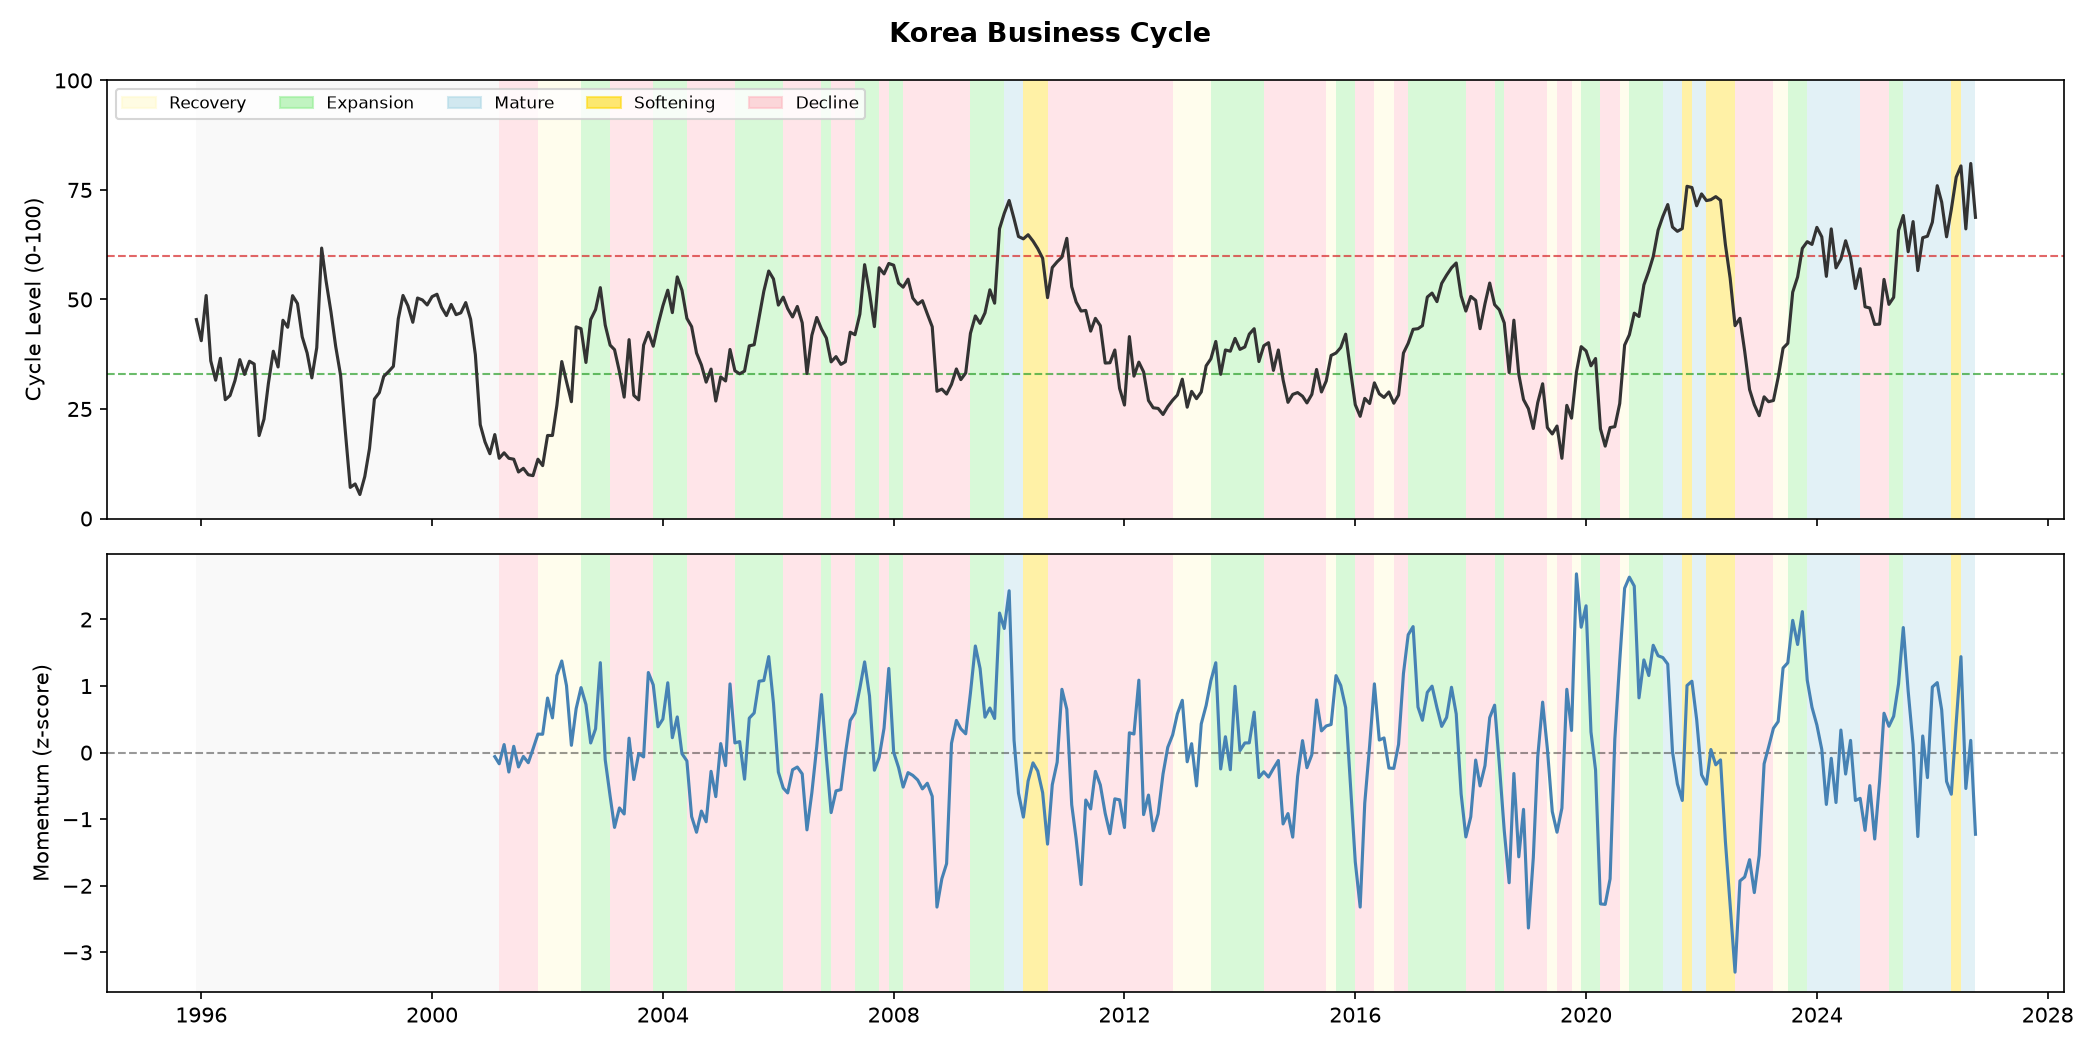 Korea Business Cycle
100
75
50
25
0
Cycle Level (0-100)
Recovery Expansion Mature Softening Decline
2
1
0
−1
−2
−3
Momentum (z-score)
1996 2000 2004 2008 2012 2016 2020 2024 2028